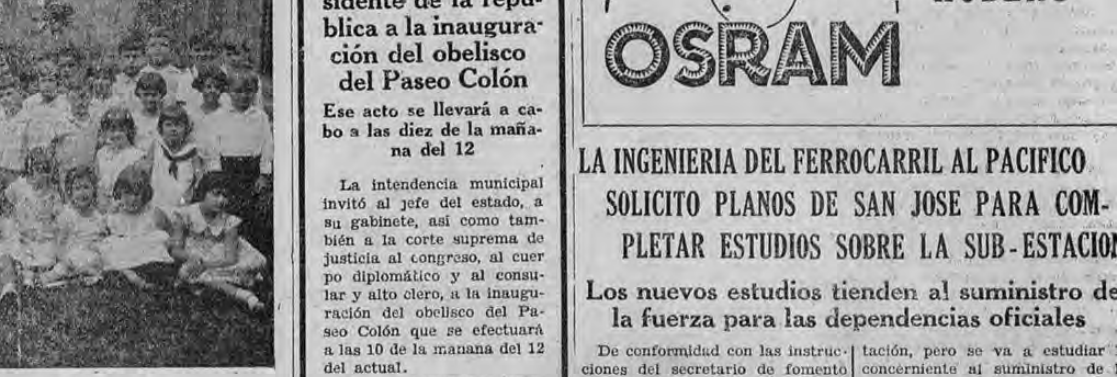 sidente de la repú-
blica a la inaugura-
ción del obelisco
del Paseo Colón
Ese acto se llevará a ca-
bo a las diez de la maña-
na del 12
La intendencia municipal
invitó al jefe del estado, a
su gabinete, así como tam-
bién a la corte suprema de
justicia al congreso, al cuer
po diplomático y al consu-
lar y alto clero, a la inaugu-
ración del obelisco del Pa-
seo Colón que se efectuará
a las 10 de la manana del 12
del actual.
OSRAM
LA INGENIERIA DEL FERROCARRIL AL PACIFICO
SOLICITO PLANOS DE SAN JOSE PARA COM-
PLETAR ESTUDIOS SOBRE LA SUB-ESTACION
Los nuevos estudios tienden al suministro de
la fuerza para las dependencias oficiales
De conformidad con las instruc-
ciones del secretario de fomento
tación, pero se va a estudiar
concerniente al suministro de